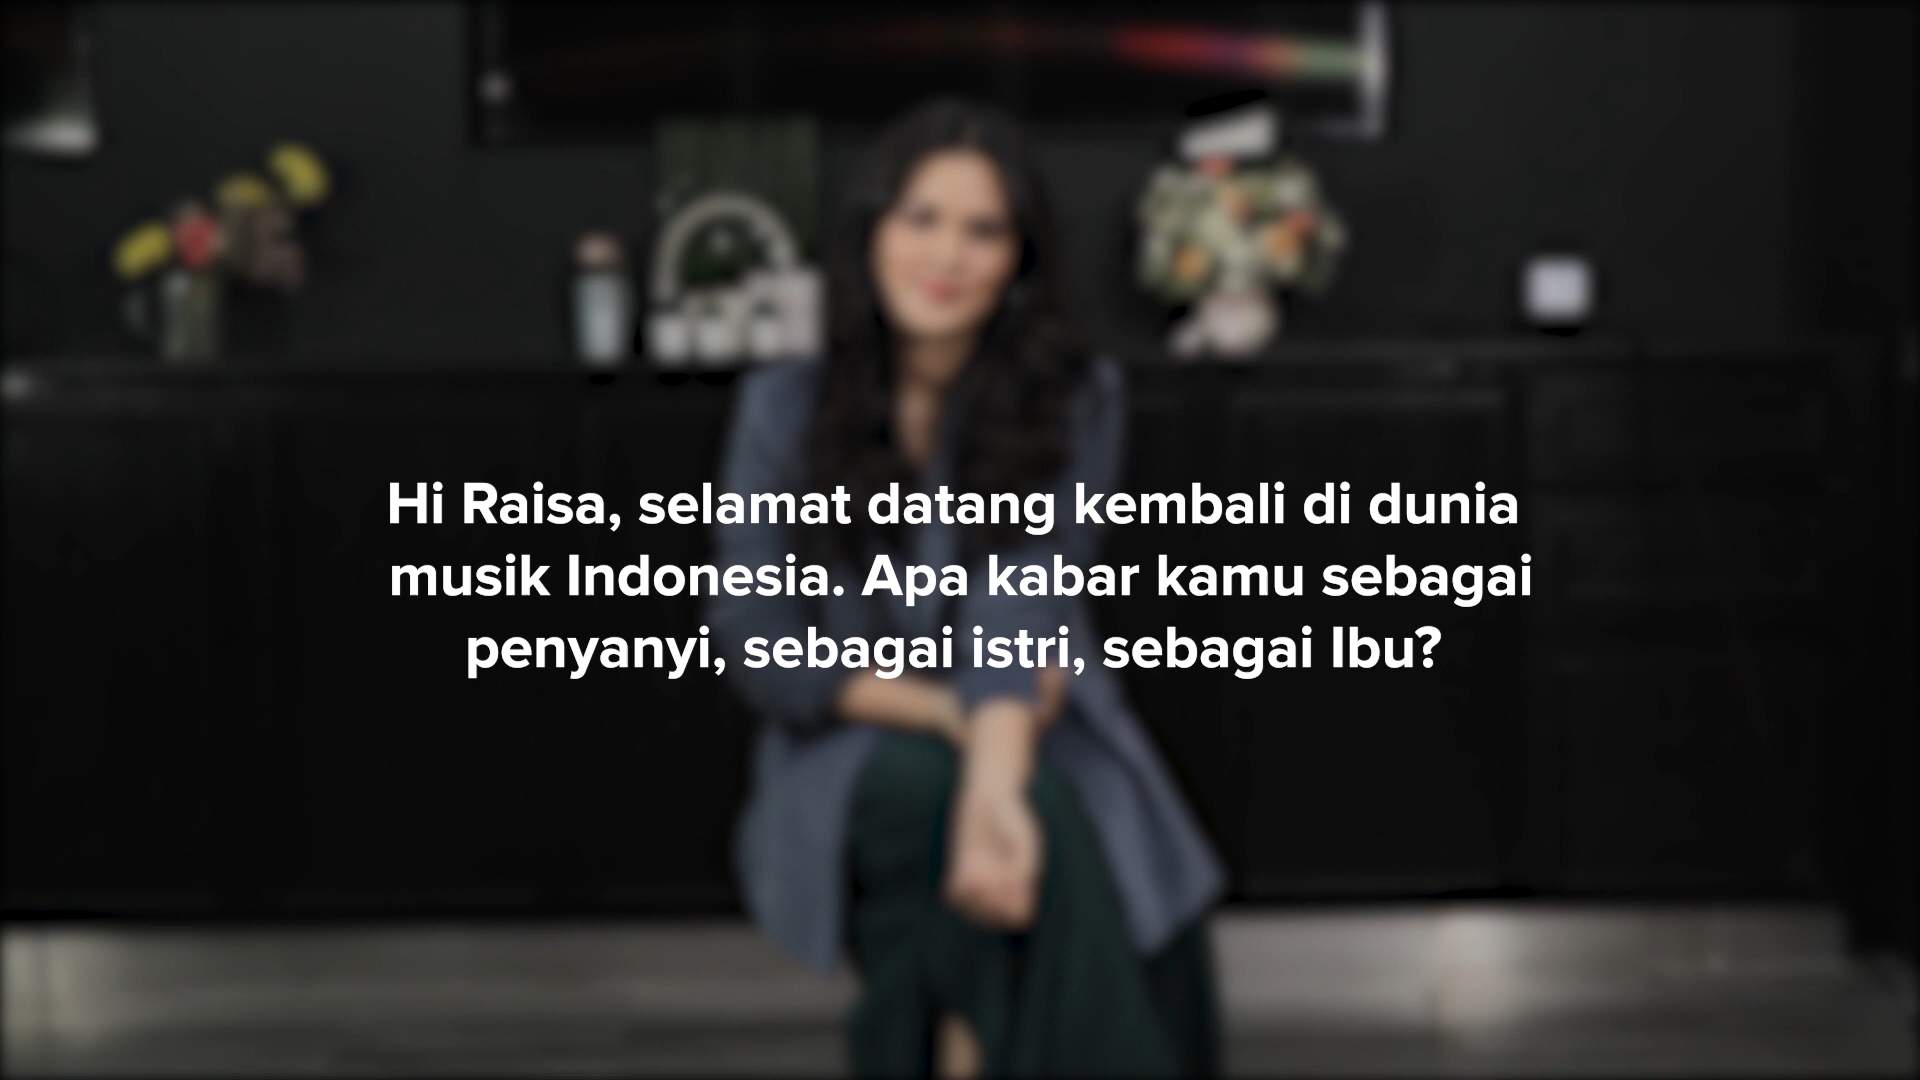 Hi Raisa, selamat datang kembali di dunia
musik Indonesia. Apa kabar kamu sebagai
penyanyi, sebagai istri, sebagai Ibu?